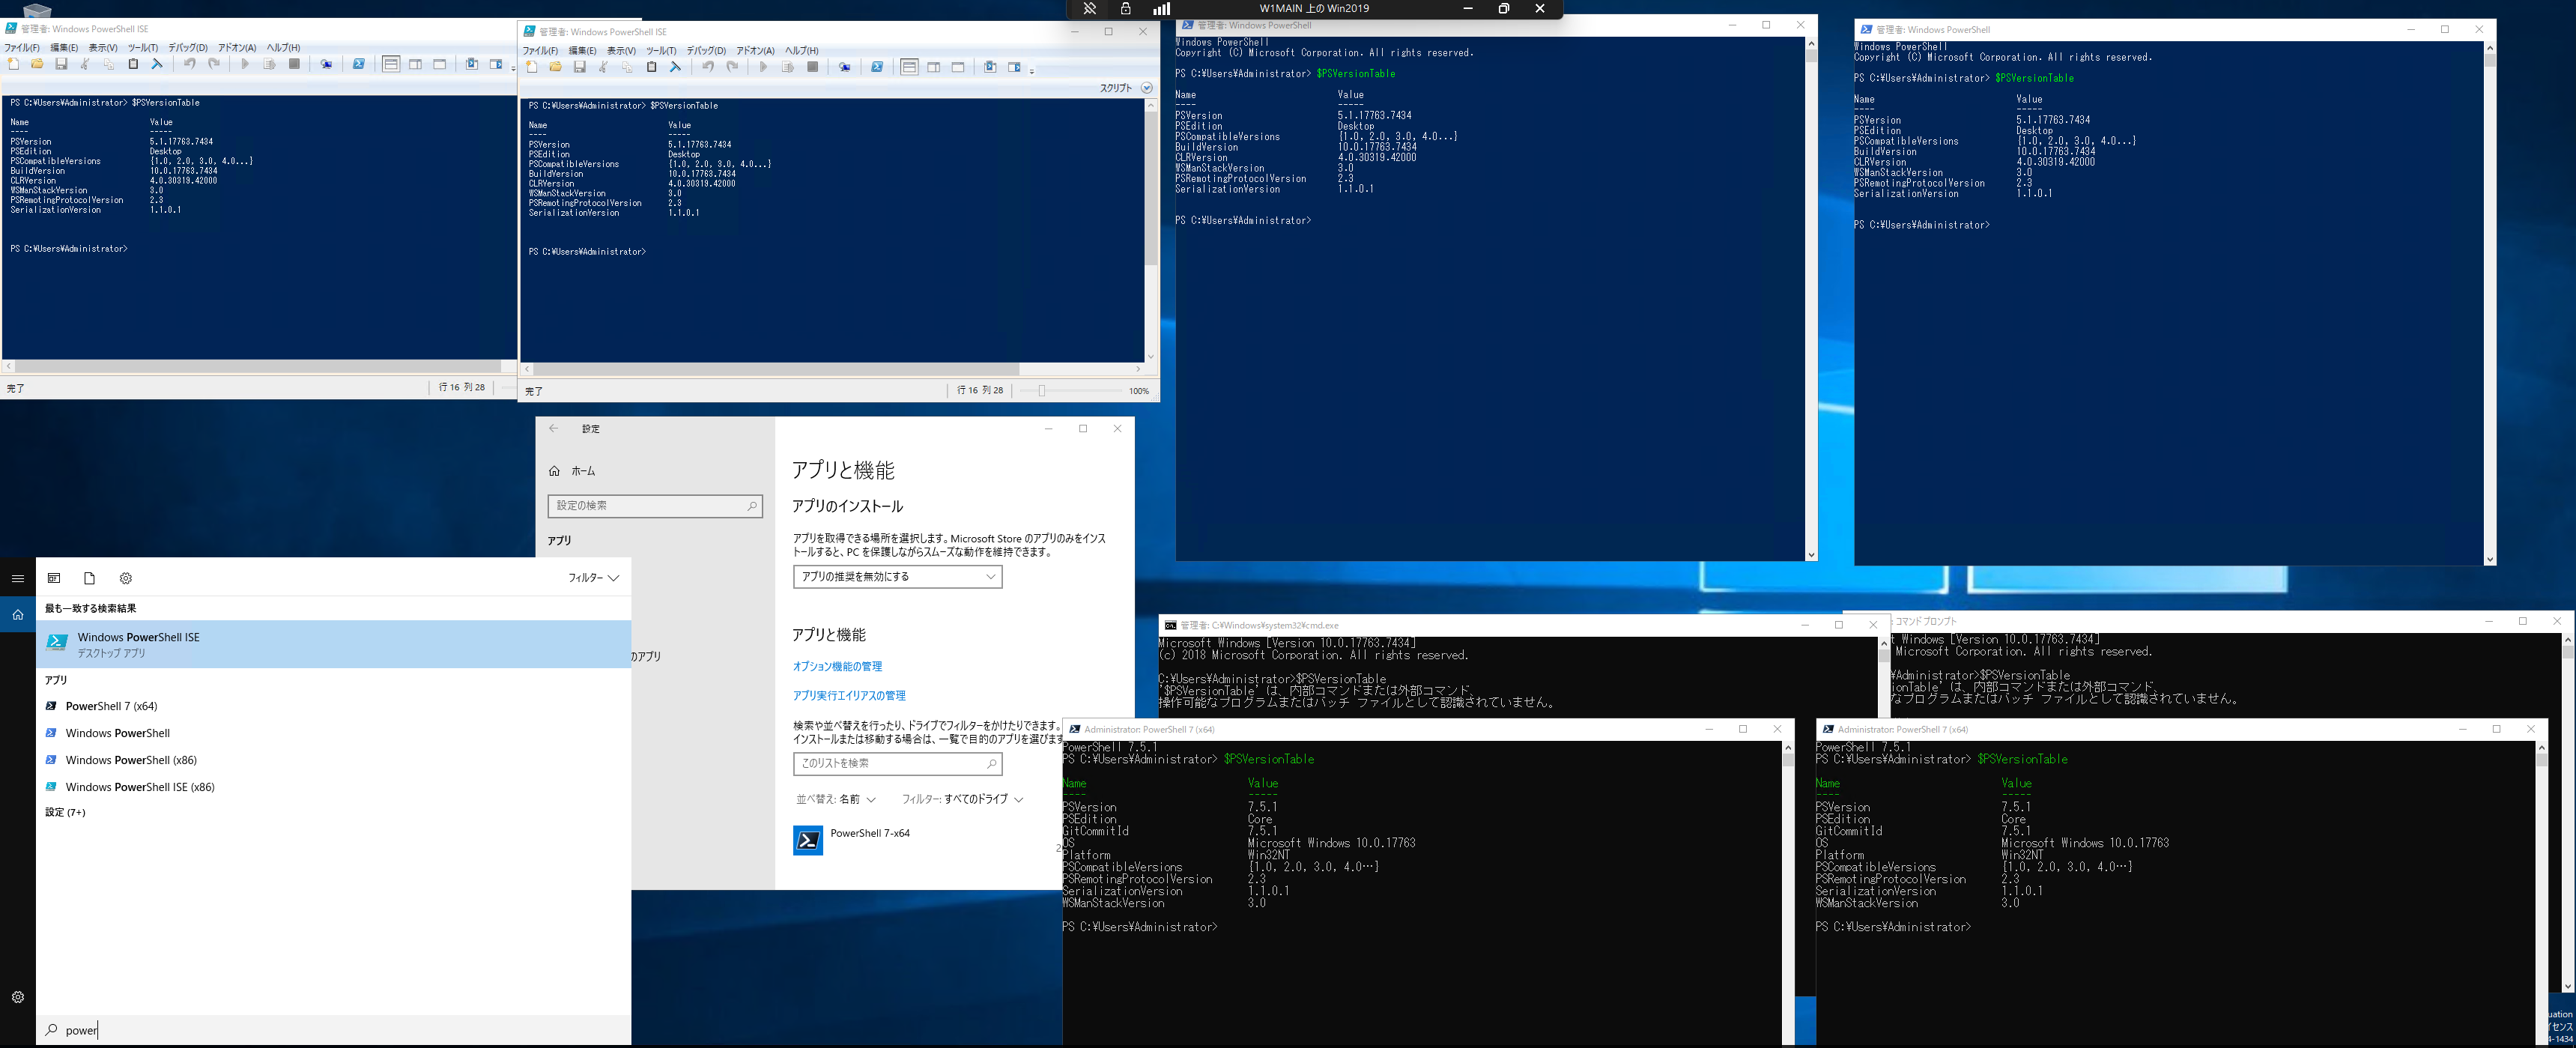 W1MAIN 上の Win2019
管理者: Windows PowerShell ISE
ファイル(F) 編集(E) 表示(V) ツール(T) デバッグ(D) アドオン(A) ヘルプ(H)
PS C:¥Users¥Administrator> $PSVersionTable
Name Value
---- -----
PSVersion 5.1.17763.7434
PSEdition Desktop
PSCompatibleVersions {1.0, 2.0, 3.0, 4.0...}
BuildVersion 10.0.17763.7434
CLRVersion 4.0.30319.42000
WSManStackVersion 3.0
PSRemotingProtocolVersion 2.3
SerializationVersion 1.1.0.1
PS C:¥Users¥Administrator>
完了
行 16 列 28
管理者: Windows PowerShell ISE
ファイル(F) 編集(E) 表示(V) ツール(T) デバッグ(D) アドオン(A) ヘルプ(H)
スクリプト
PS C:¥Users¥Administrator> $PSVersionTable
Name Value
---- -----
PSVersion 5.1.17763.7434
PSEdition Desktop
PSCompatibleVersions {1.0, 2.0, 3.0, 4.0...}
BuildVersion 10.0.17763.7434
CLRVersion 4.0.30319.42000
WSManStackVersion 3.0
PSRemotingProtocolVersion 2.3
SerializationVersion 1.1.0.1
PS C:¥Users¥Administrator>
完了
行 16 列 28
100%
管理者: Windows PowerShell
Windows PowerShell
Copyright (C) Microsoft Corporation. All rights reserved.
PS C:¥Users¥Administrator> $PSVersionTable
Name Value
---- -----
PSVersion 5.1.17763.7434
PSEdition Desktop
PSCompatibleVersions {1.0, 2.0, 3.0, 4.0...}
BuildVersion 10.0.17763.7434
CLRVersion 4.0.30319.42000
WSManStackVersion 3.0
PSRemotingProtocolVersion 2.3
SerializationVersion 1.1.0.1
PS C:¥Users¥Administrator>
管理者: Windows PowerShell
Windows PowerShell
Copyright (C) Microsoft Corporation. All rights reserved.
PS C:¥Users¥Administrator> $PSVersionTable
Name Value
---- -----
PSVersion 5.1.17763.7434
PSEdition Desktop
PSCompatibleVersions {1.0, 2.0, 3.0, 4.0...}
BuildVersion 10.0.17763.7434
CLRVersion 4.0.30319.42000
WSManStackVersion 3.0
PSRemotingProtocolVersion 2.3
SerializationVersion 1.1.0.1
PS C:¥Users¥Administrator>
設定
ホーム
設定の検索
アプリ
のアプリ
アプリと機能
アプリのインストール
アプリを取得できる場所を選択します。Microsoft Store のアプリのみをインス
トールすると、PC を保護しながらスムーズな動作を維持できます。
アプリの推奨を無効にする
アプリと機能
オプション機能の管理
アプリ実行エイリアスの管理
検索や並べ替えを行ったり、ドライブでフィルターをかけたりできます。
インストールまたは移動する場合は、一覧で目的のアプリを選びます
このリストを検索
並べ替え: 名前
フィルター: すべてのドライブ
PowerShell 7-x64
2
フィルター
最も一致する検索結果
Windows PowerShell ISE
デスクトップ アプリ
アプリ
PowerShell 7 (x64)
Windows PowerShell
Windows PowerShell (x86)
Windows PowerShell ISE (x86)
設定 (7+)
power
管理者: C:¥Windows¥system32¥cmd.exe
Microsoft Windows [Version 10.0.17763.7434]
(c) 2018 Microsoft Corporation. All rights reserved.
C:¥Users¥Administrator>$PSVersionTable
'$PSVersionTable' は、内部コマンドまたは外部コマンド、
操作可能なプログラムまたはバッチ ファイルとして認識されていません。
: コマンド プロンプト
t Windows [Version 10.0.17763.7434]
Microsoft Corporation. All rights reserved.
¥Administrator>$PSVersionTable
ionTable' は、内部コマンドまたは外部コマンド、
なプログラムまたはバッチ ファイルとして認識されていません。
Administrator: PowerShell 7 (x64)
PowerShell 7.5.1
PS C:¥Users¥Administrator> $PSVersionTable
Name Value
---- -----
PSVersion 7.5.1
PSEdition Core
GitCommitId 7.5.1
OS Microsoft Windows 10.0.17763
Platform Win32NT
PSCompatibleVersions {1.0, 2.0, 3.0, 4.0…}
PSRemotingProtocolVersion 2.3
SerializationVersion 1.1.0.1
WSManStackVersion 3.0
PS C:¥Users¥Administrator>
Administrator: PowerShell 7 (x64)
PowerShell 7.5.1
PS C:¥Users¥Administrator> $PSVersionTable
Name Value
---- -----
PSVersion 7.5.1
PSEdition Core
GitCommitId 7.5.1
OS Microsoft Windows 10.0.17763
Platform Win32NT
PSCompatibleVersions {1.0, 2.0, 3.0, 4.0…}
PSRemotingProtocolVersion 2.3
SerializationVersion 1.1.0.1
WSManStackVersion 3.0
PS C:¥Users¥Administrator>
uation
イセンス
4-1434